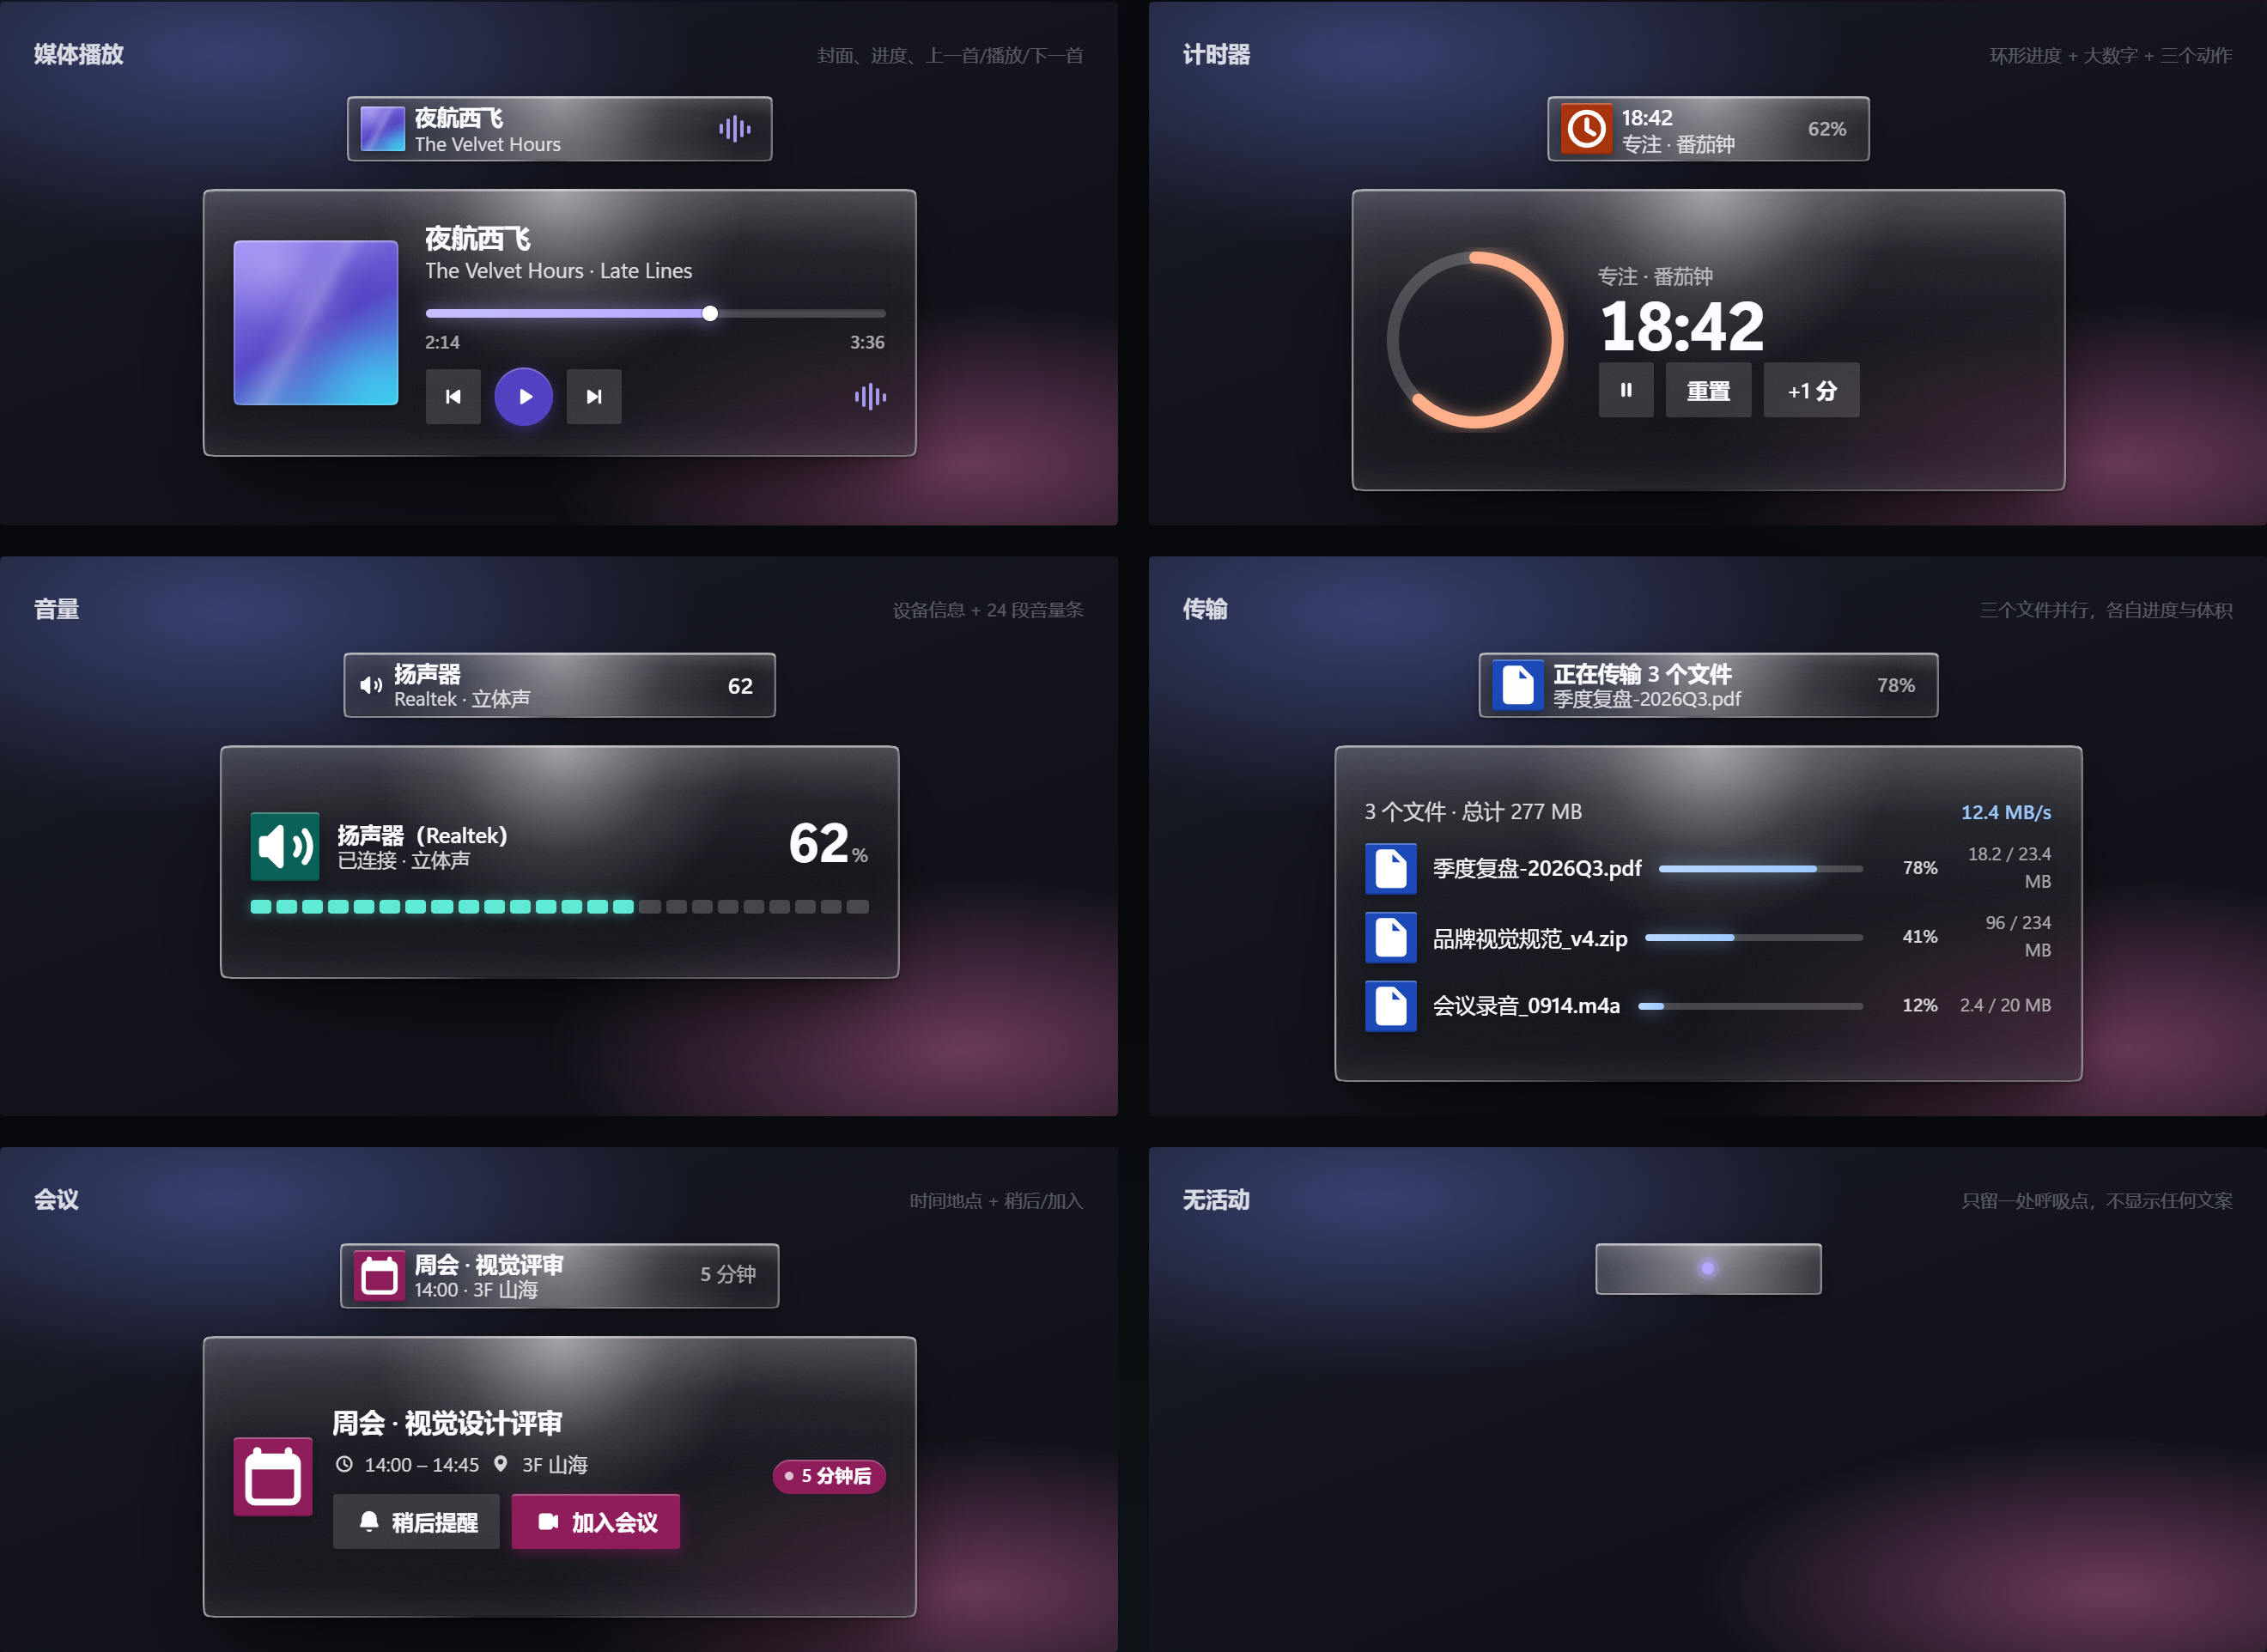 媒体播放
封面、进度、上一首/播放/下一首
夜航西飞
The Velvet Hours
夜航西飞
The Velvet Hours · Late Lines
2:14
3:36
计时器
环形进度 + 大数字 + 三个动作
18:42
专注 · 番茄钟
62%
专注 · 番茄钟
18:42
重置
+1 分
音量
设备信息 + 24 段音量条
扬声器
Realtek · 立体声
62
扬声器（Realtek）
已连接 · 立体声
62%
传输
三个文件并行，各自进度与体积
正在传输 3 个文件
季度复盘-2026Q3.pdf
78%
3 个文件 · 总计 277 MB
12.4 MB/s
季度复盘-2026Q3.pdf
78%
18.2 / 23.4
MB
品牌视觉规范_v4.zip
41%
96 / 234
MB
会议录音_0914.m4a
12%
2.4 / 20 MB
会议
时间地点 + 稍后/加入
周会 · 视觉评审
14:00 · 3F 山海
5 分钟
周会 · 视觉设计评审
14:00 – 14:45
3F 山海
5 分钟后
稍后提醒
加入会议
无活动
只留一处呼吸点，不显示任何文案